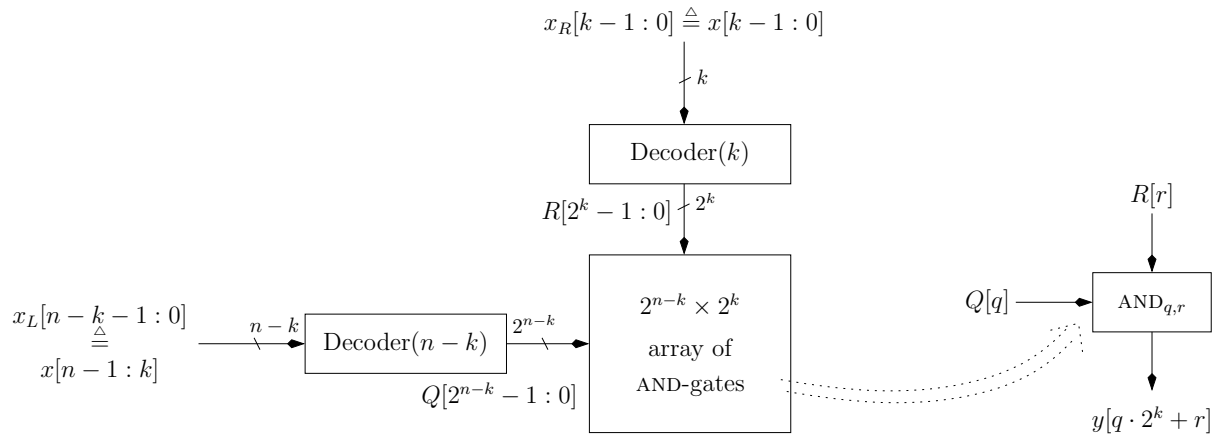 x_R[k − 1 : 0] ≜ x[k − 1 : 0]
k
Decoder(k)
R[2^k − 1 : 0]
2^k
R[r]
2^{n−k} × 2^k
array of
AND-gates
Q[q]
AND_{q,r}
x_L[n − k − 1 : 0]
≜
x[n − 1 : k]
n − k
Decoder(n − k)
2^{n−k}
Q[2^{n−k} − 1 : 0]
y[q · 2^k + r]